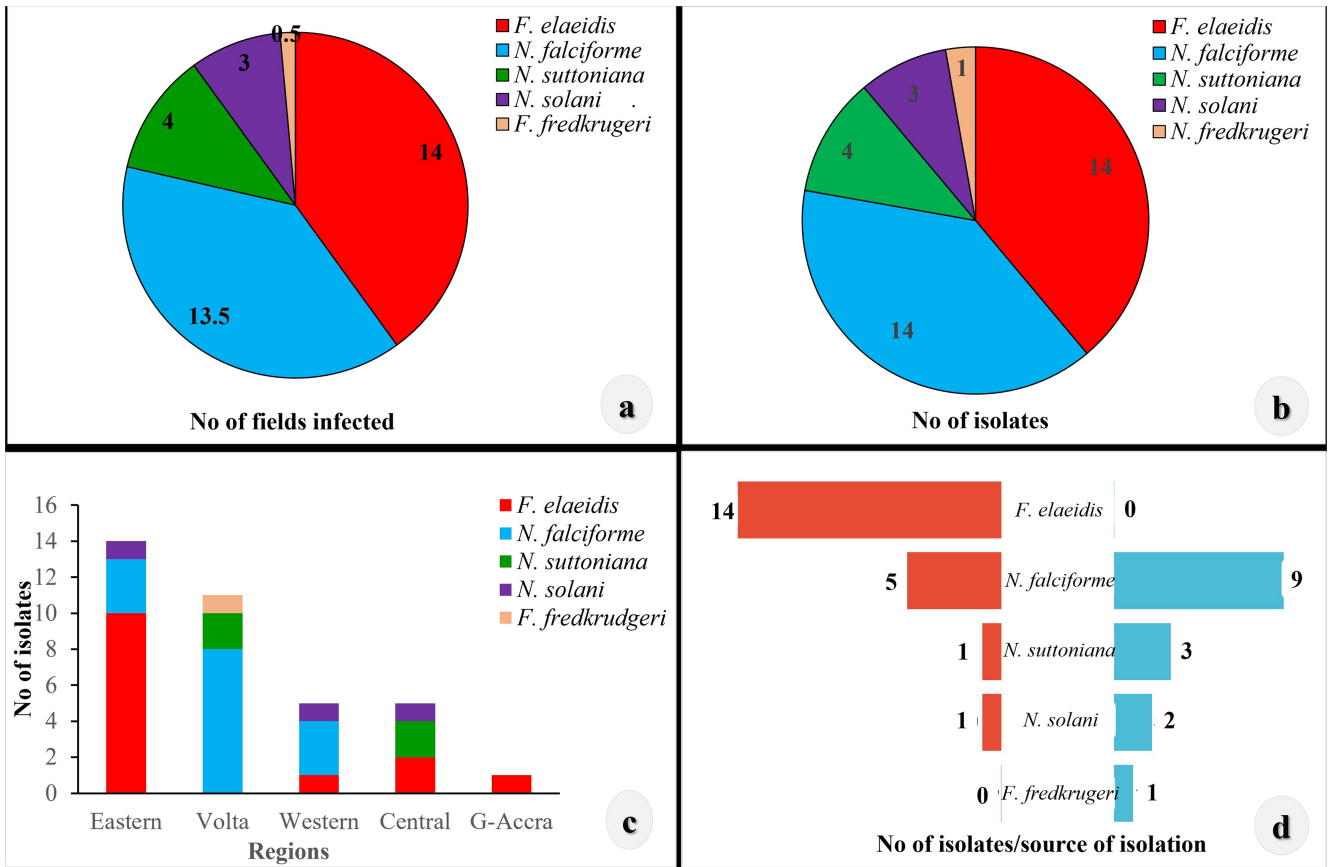 F. elaeidis
N. falciforme
N. suttoniana
N. solani .
F. fredkrugeri
0.5
3
4
14
13.5
No of fields infected
a
F. elaeidis
N. falciforme
N. suttoniana
N. solani
N. fredkrugeri
1
3
4
14
14
No of isolates
b
F. elaeidis
N. falciforme
N. suttoniana
N. solani
F. fredkrudgeri
No of isolates
16
14
12
10
8
6
4
2
0
Eastern Volta Western Central G-Accra
Regions
c
14 F. elaeidis 0
5 N. falciforme 9
1 N. suttoniana 3
1 N. solani 2
0 F. fredkrugeri 1
No of isolates/source of isolation
d